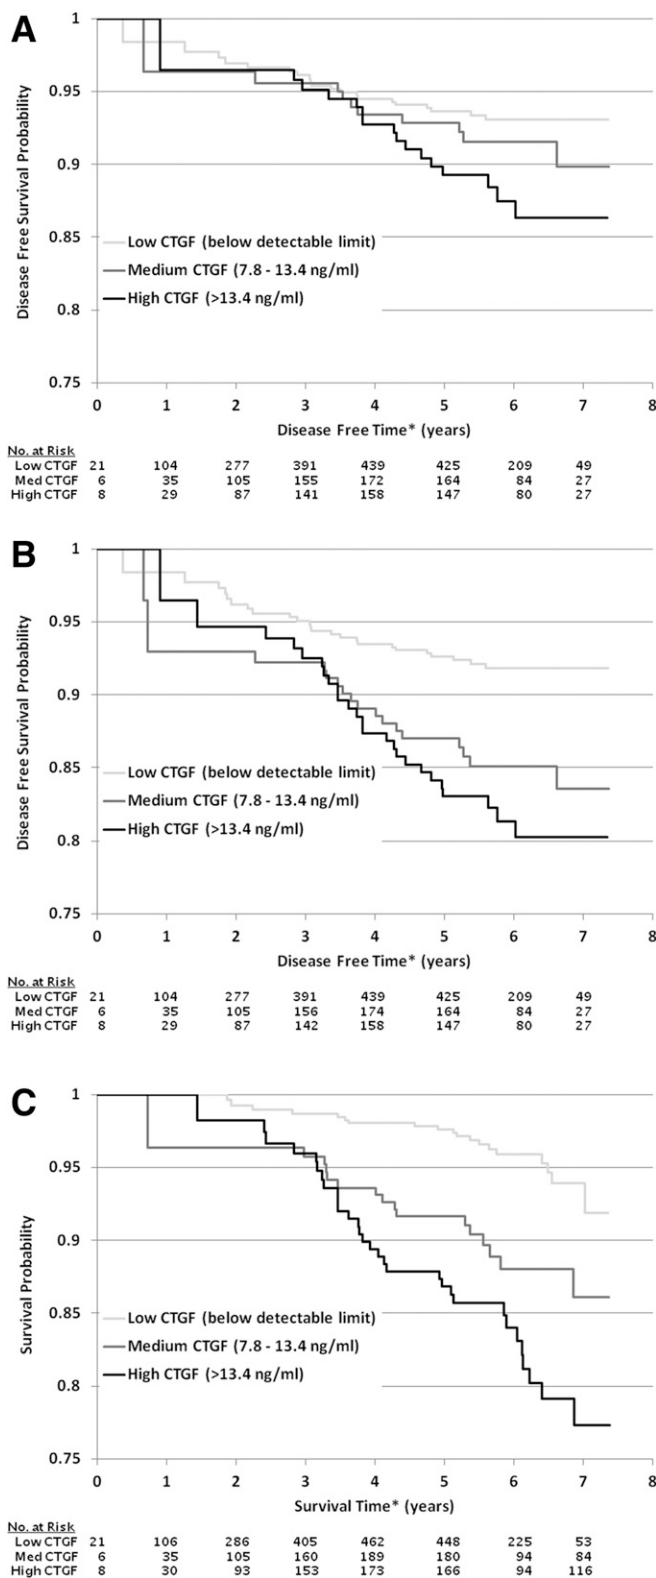 A
1
0.95
0.9
0.85
0.8
0.75
Disease Free Survival Probability
Low CTGF (below detectable limit)
Medium CTGF (7.8 - 13.4 ng/ml)
High CTGF (>13.4 ng/ml)
0 1 2 3 4 5 6 7 8
Disease Free Time* (years)
No. at Risk
Low CTGF 21 104 277 391 439 425 209 49
Med CTGF 6 35 105 155 172 164 84 27
High CTGF 8 29 87 141 158 147 80 27
B
1
0.95
0.9
0.85
0.8
0.75
Disease Free Survival Probability
Low CTGF (below detectable limit)
Medium CTGF (7.8 - 13.4 ng/ml)
High CTGF (>13.4 ng/ml)
0 1 2 3 4 5 6 7 8
Disease Free Time* (years)
No. at Risk
Low CTGF 21 104 277 391 439 425 209 49
Med CTGF 6 35 105 156 174 164 84 27
High CTGF 8 29 87 142 158 147 80 27
C
1
0.95
0.9
0.85
0.8
0.75
Survival Probability
Low CTGF (below detectable limit)
Medium CTGF (7.8 - 13.4 ng/ml)
High CTGF (>13.4 ng/ml)
0 1 2 3 4 5 6 7 8
Survival Time* (years)
No. at Risk
Low CTGF 21 106 286 405 462 448 225 53
Med CTGF 6 35 105 160 189 180 94 84
High CTGF 8 30 93 153 173 166 94 116